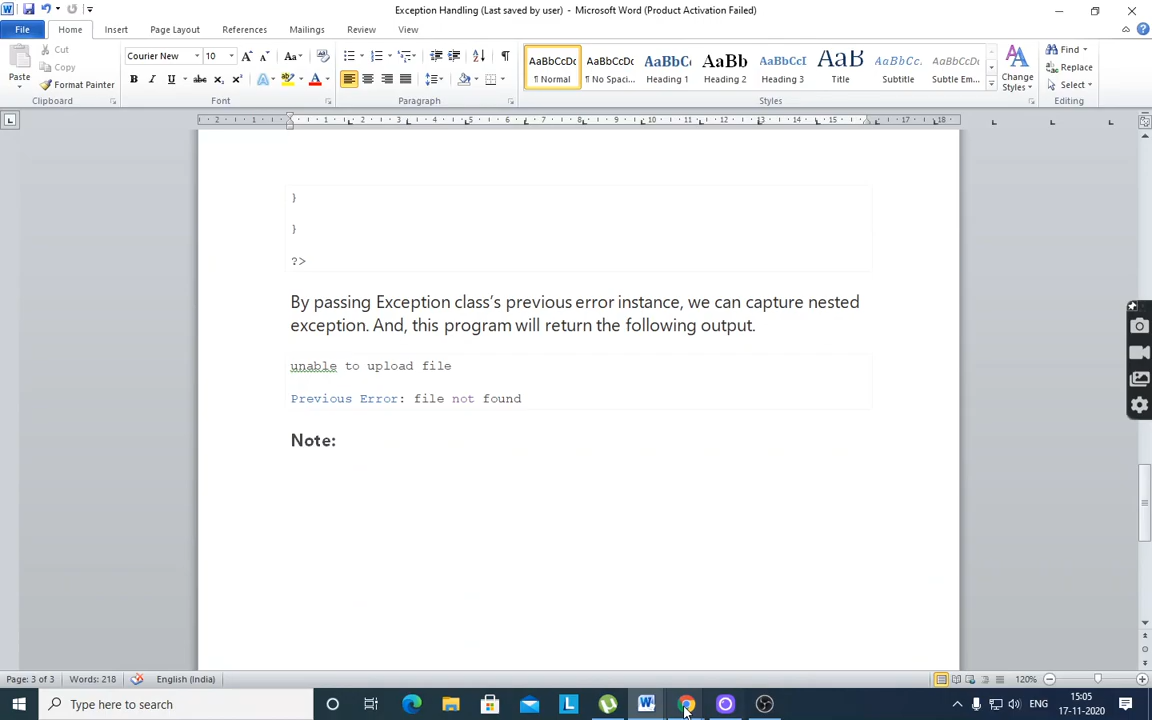 Exception Handling (Last saved by user) - Microsoft Word (Product Activation Failed)
File Home Insert Page Layout References Mailings Review View
Cut
Copy
Format Painter
Paste
Clipboard
Courier New 10
Font
Paragraph
AaBbCcDc AaBbCcDc AaBbC AaBb AaBbCcI AaB AaBbCcL AaBbCcD
¶ Normal ¶ No Spaci... Heading 1 Heading 2 Heading 3 Title Subtitle Subtle Em...
Change Styles
Styles
Find
Replace
Select
Editing
}
}
?>
By passing Exception class’s previous error instance, we can capture nested
exception. And, this program will return the following output.
unable to upload file
Previous Error: file not found
Note:
Page: 3 of 3 Words: 218 English (India) 120%
Type here to search
ENG
15:05
17-11-2020